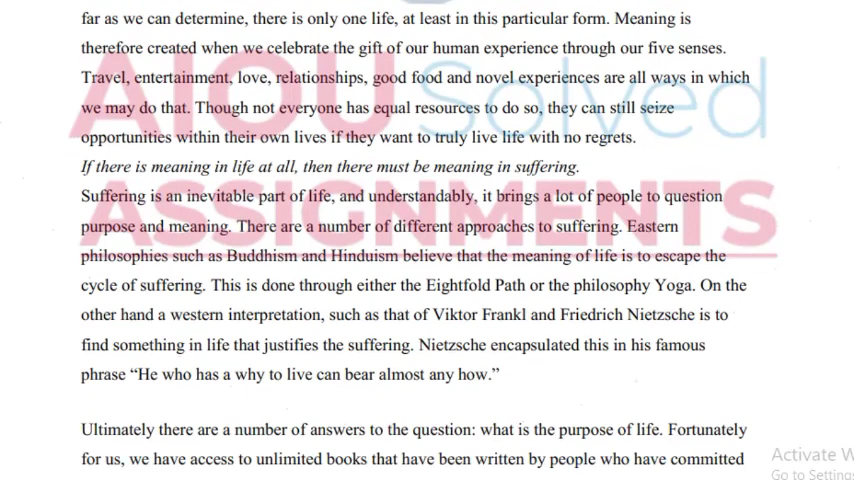 far as we can determine, there is only one life, at least in this particular form. Meaning is
therefore created when we celebrate the gift of our human experience through our five senses.
Travel, entertainment, love, relationships, good food and novel experiences are all ways in which
we may do that. Though not everyone has equal resources to do so, they can still seize
opportunities within their own lives if they want to truly live life with no regrets.
If there is meaning in life at all, then there must be meaning in suffering.
Suffering is an inevitable part of life, and understandably, it brings a lot of people to question
purpose and meaning. There are a number of different approaches to suffering. Eastern
philosophies such as Buddhism and Hinduism believe that the meaning of life is to escape the
cycle of suffering. This is done through either the Eightfold Path or the philosophy Yoga. On the
other hand a western interpretation, such as that of Viktor Frankl and Friedrich Nietzsche is to
find something in life that justifies the suffering. Nietzsche encapsulated this in his famous
phrase “He who has a why to live can bear almost any how.”
Ultimately there are a number of answers to the question: what is the purpose of life. Fortunately
for us, we have access to unlimited books that have been written by people who have committed
AIOU Solved
ASSIGNMENTS
Activate W
Go to Settings